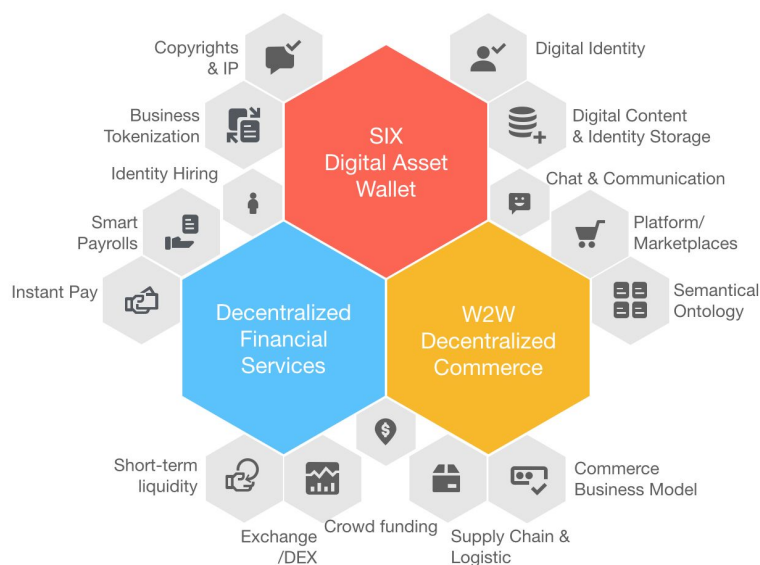 Copyrights
& IP
Digital Identity
Business
Tokenization
SIX
Digital Asset
Wallet
Digital Content
& Identity Storage
Identity Hiring
Chat & Communication
Smart
Payrolls
Platform/
Marketplaces
Instant Pay
Semantical
Ontology
Decentralized
Financial
Services
W2W
Decentralized
Commerce
$
Short-term
liquidity
Commerce
Business Model
Exchange
/DEX
Crowd funding
Supply Chain &
Logistic